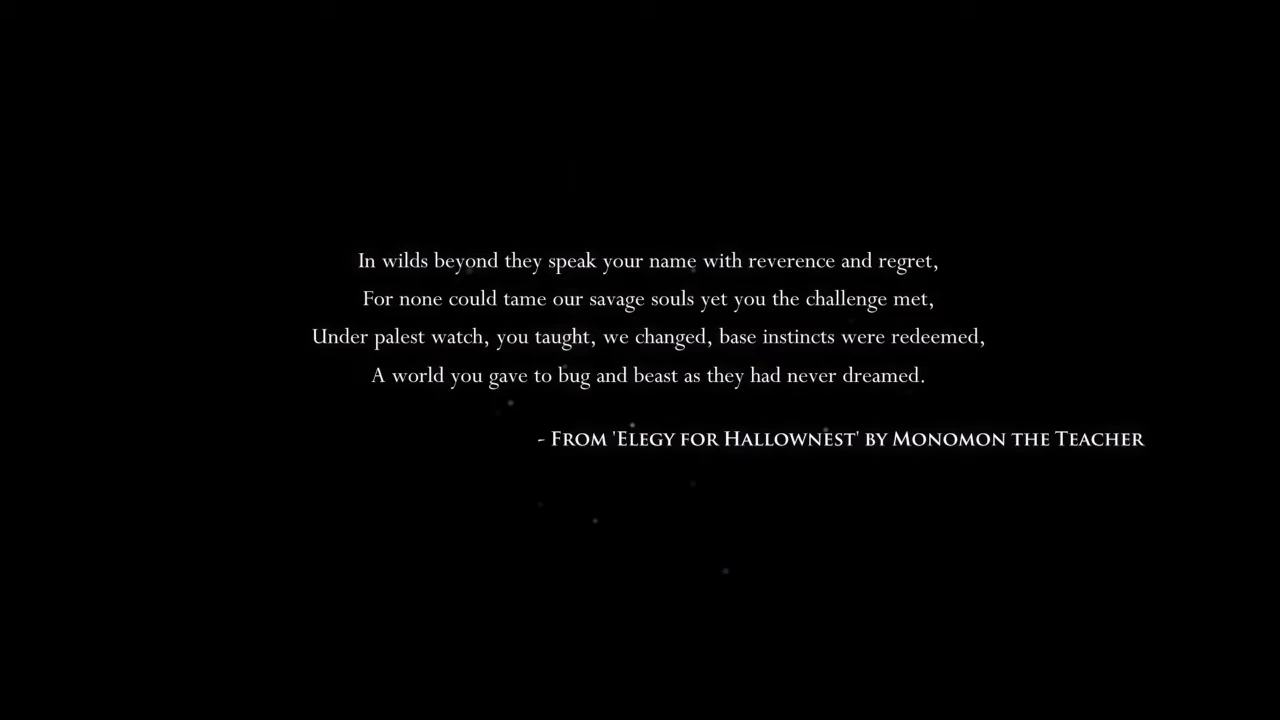 In wilds beyond they speak your name with reverence and regret,
For none could tame our savage souls yet you the challenge met,
Under palest watch, you taught, we changed, base instincts were redeemed,
A world you gave to bug and beast as they had never dreamed.
- From 'Elegy for Hallownest' by Monomon the Teacher